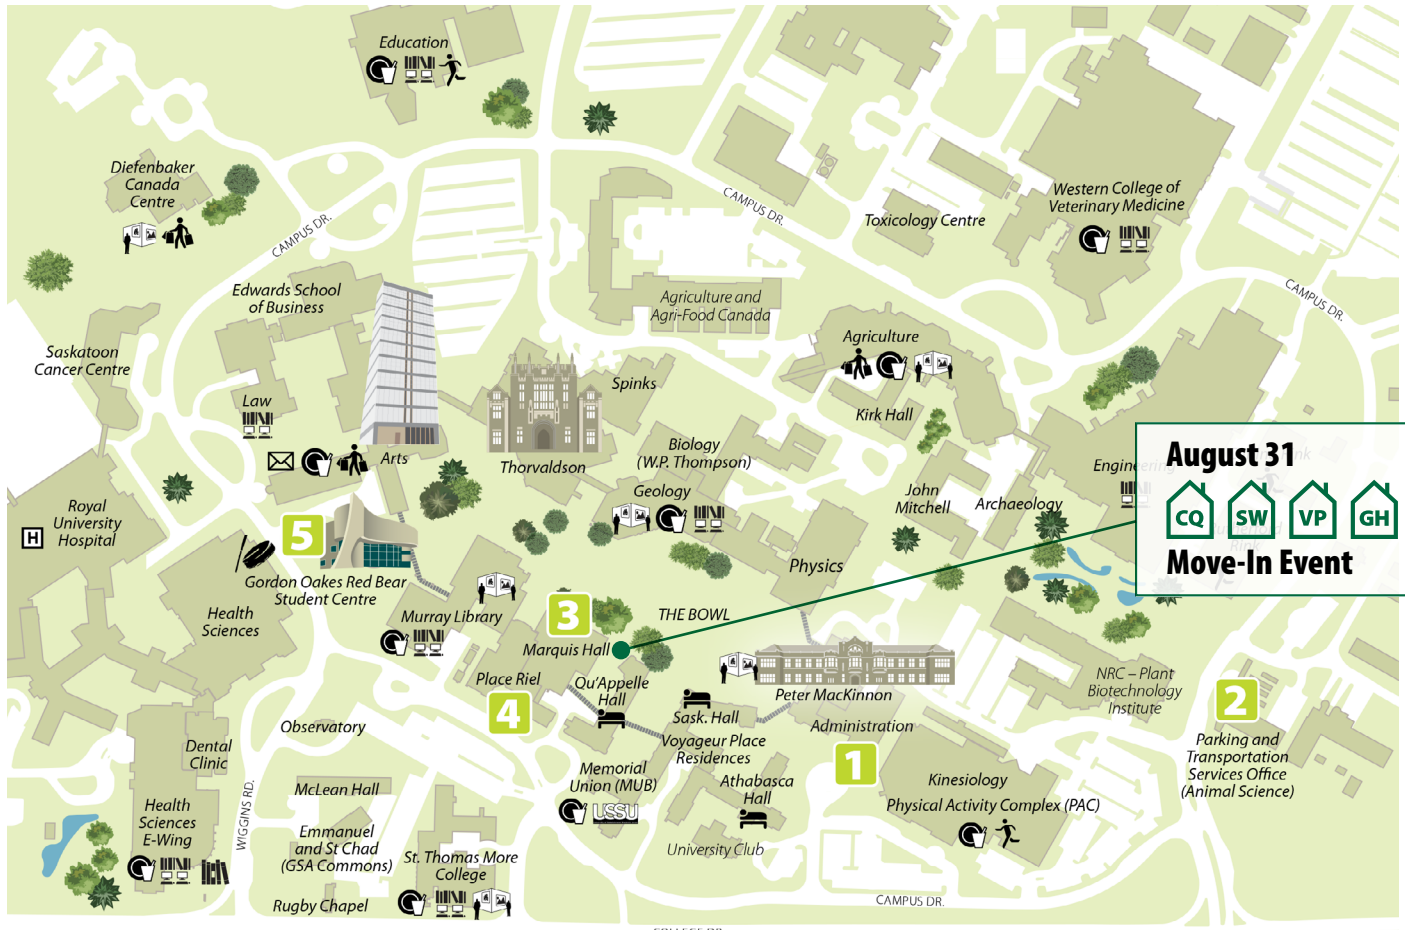 Education
Diefenbaker
Canada
Centre
CAMPUS DR.
CAMPUS DR.
Toxicology Centre
Western College of
Veterinary Medicine
CAMPUS DR.
Edwards School
of Business
Agriculture and
Agri-Food Canada
Saskatoon
Cancer Centre
Agriculture
Spinks
Law
Kirk Hall
Arts
Thorvaldson
Biology
(W.P. Thompson)
Geology
John
Mitchell
Archaeology
Engineering
August 31
CQ
SW
VP
GH
Move-In Event
Rink
Royal
University
Hospital
H
5
Gordon Oakes Red Bear
Student Centre
Physics
Health
Sciences
Murray Library
3
THE BOWL
Marquis Hall
Place Riel
4
Qu'Appelle
Hall
Sask. Hall
Peter MacKinnon
Administration
NRC – Plant
Biotechnology
Institute
2
Parking and
Transportation
Services Office
(Animal Science)
Observatory
Dental
Clinic
Voyageur Place
Residences
1
Memorial
Union (MUB)
USSU
Athabasca
Hall
Kinesiology
Physical Activity Complex (PAC)
McLean Hall
WIGGINS RD.
Health
Sciences
E-Wing
Emmanuel
and St Chad
(GSA Commons)
St. Thomas More
College
University Club
Rugby Chapel
CAMPUS DR.